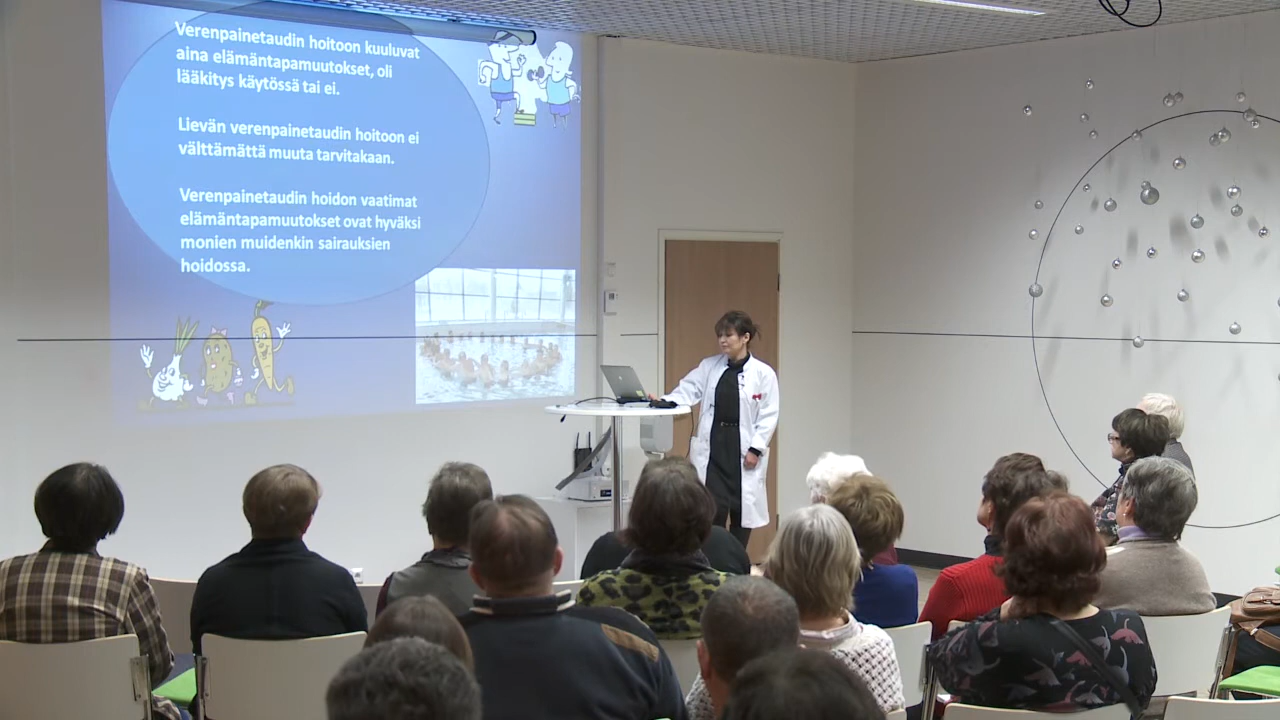 Verenpainetaudin hoitoon kuuluvat
aina elämäntapamuutokset, oli
lääkitys käytössä tai ei.
Lievän verenpainetaudin hoitoon ei
välttämättä muuta tarvitakaan.
Verenpainetaudin hoidon vaatimat
elämäntapamuutokset ovat hyväksi
monien muidenkin sairauksien
hoidossa.